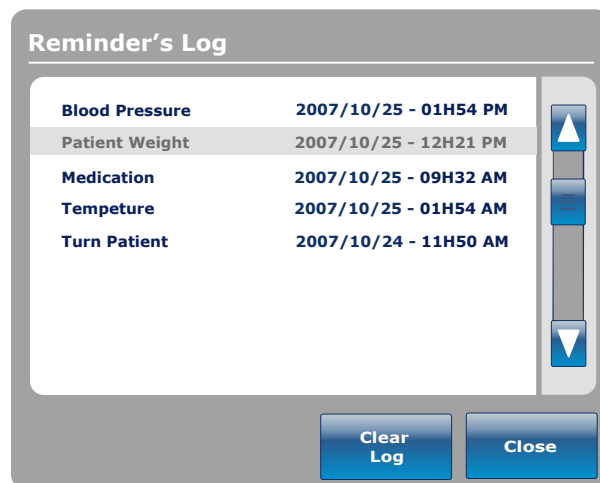 Reminder’s Log
Blood Pressure 2007/10/25 - 01H54 PM
Patient Weight 2007/10/25 - 12H21 PM
Medication 2007/10/25 - 09H32 AM
Tempeture 2007/10/25 - 01H54 AM
Turn Patient 2007/10/24 - 11H50 AM
Clear
Log
Close